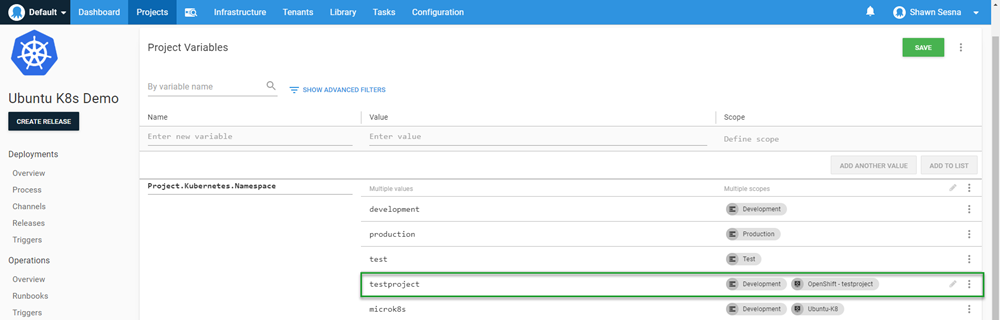 Default Dashboard Projects Infrastructure Tenants Library Tasks Configuration Shawn Sesna
Ubuntu K8s Demo
CREATE RELEASE
Deployments
Overview
Process
Channels
Releases
Triggers
Operations
Overview
Runbooks
Triggers
Project Variables
SAVE
By variable name
SHOW ADVANCED FILTERS
Name Value Scope
Enter new variable Enter value Define scope
ADD ANOTHER VALUE ADD TO LIST
Project.Kubernetes.Namespace Multiple values Multiple scopes
development Development
production Production
test Test
testproject Development OpenShift - testproject
microk8s Development Ubuntu-K8